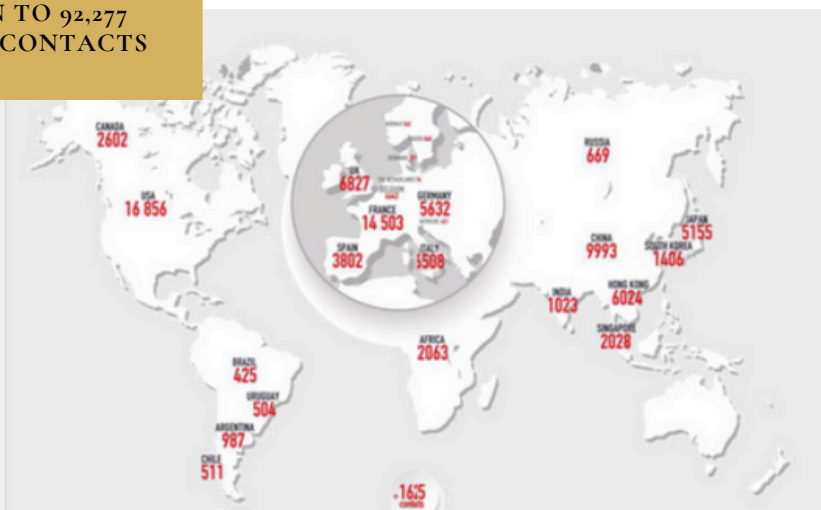 N TO 92,277
CONTACTS
CANADA
2602
USA
16 856
UK
6827
GERMANY
5632
FRANCE
14 503
SPAIN
3802
ITALY
RUSSIA
669
CHINA
9993
JAPAN
5155
SOUTH KOREA
1406
INDIA
1023
HONG KONG
6024
SINGAPORE
2028
AFRICA
2063
BRAZIL
425
URUGUAY
504
ARGENTINA
987
CHILE
511